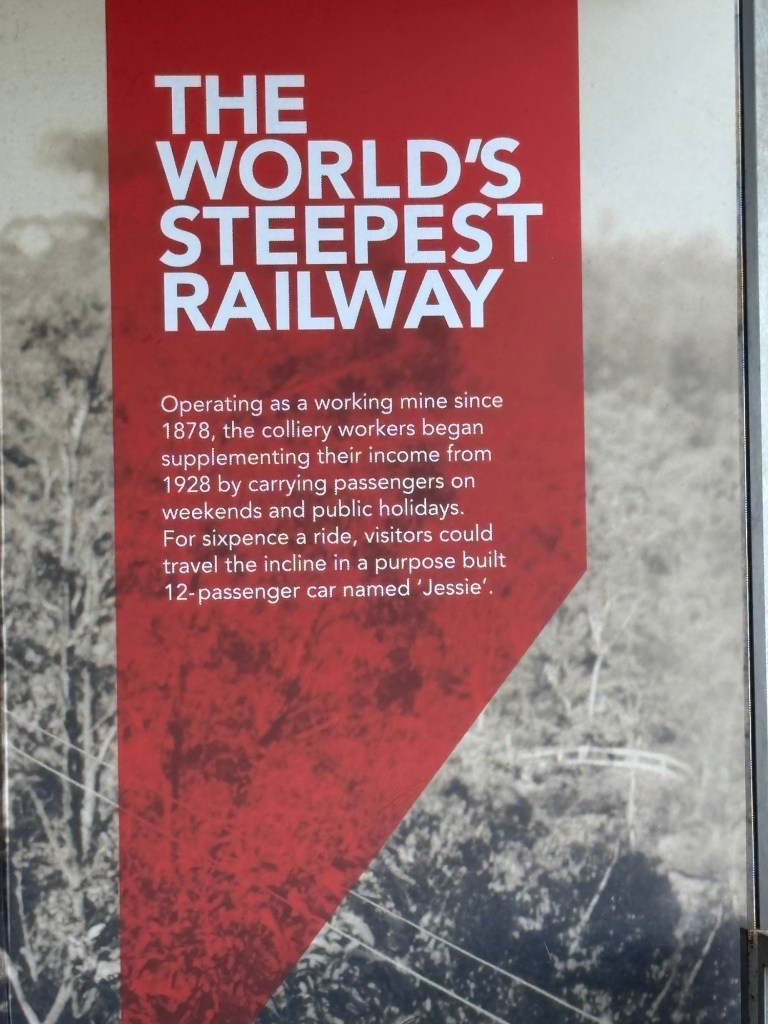 THE
WORLD'S
STEEPEST
RAILWAY
Operating as a working mine since
1878, the colliery workers began
supplementing their income from
1928 by carrying passengers on
weekends and public holidays.
For sixpence a ride, visitors could
travel the incline in a purpose built
12-passenger car named ‘Jessie’.